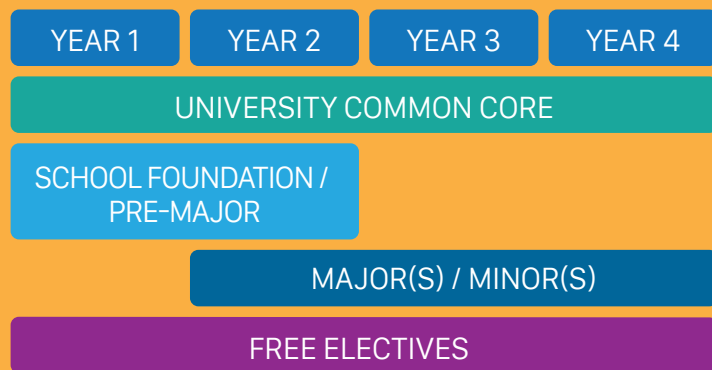 YEAR 1 YEAR 2 YEAR 3 YEAR 4
UNIVERSITY COMMON CORE
SCHOOL FOUNDATION /
PRE-MAJOR
MAJOR(S) / MINOR(S)
FREE ELECTIVES